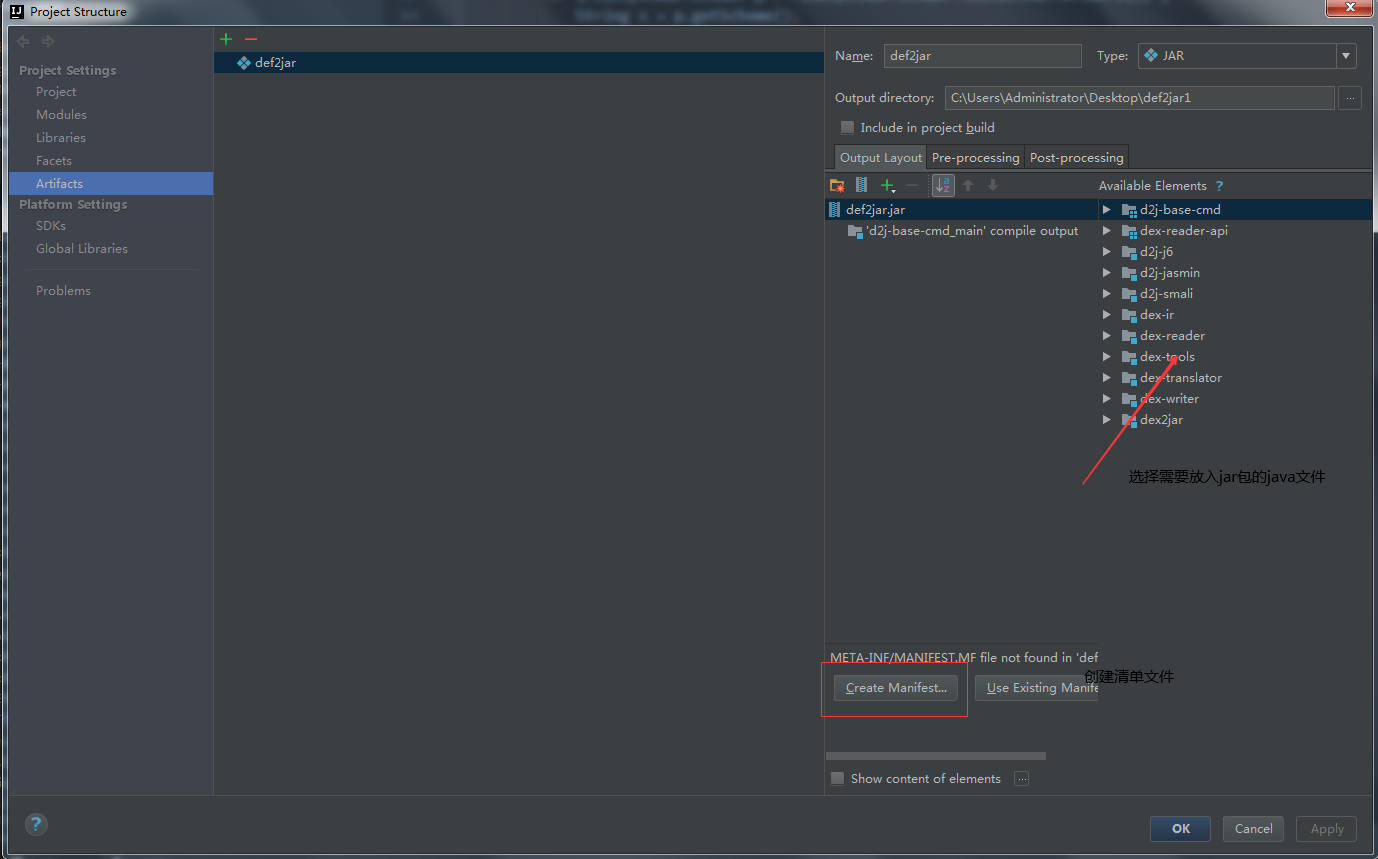 Project Structure
String s = p.getScheme();
Project Settings
Project
Modules
Libraries
Facets
Artifacts
Platform Settings
SDKs
Global Libraries
Problems
def2jar
Name: def2jar Type: JAR
Output directory: C:\Users\Administrator\Desktop\def2jar1 ...
Include in project build
Output Layout Pre-processing Post-processing
Available Elements ?
def2jar.jar
'd2j-base-cmd_main' compile output
d2j-base-cmd
dex-reader-api
d2j-j6
d2j-jasmin
d2j-smali
dex-ir
dex-reader
dex-tools
dex-translator
dex-writer
dex2jar
选择需要放入jar包的java文件
META-INF/MANIFEST.MF file not found in 'def
创建清单文件
Create Manifest... Use Existing Manife
Show content of elements ...
?
OK Cancel Apply